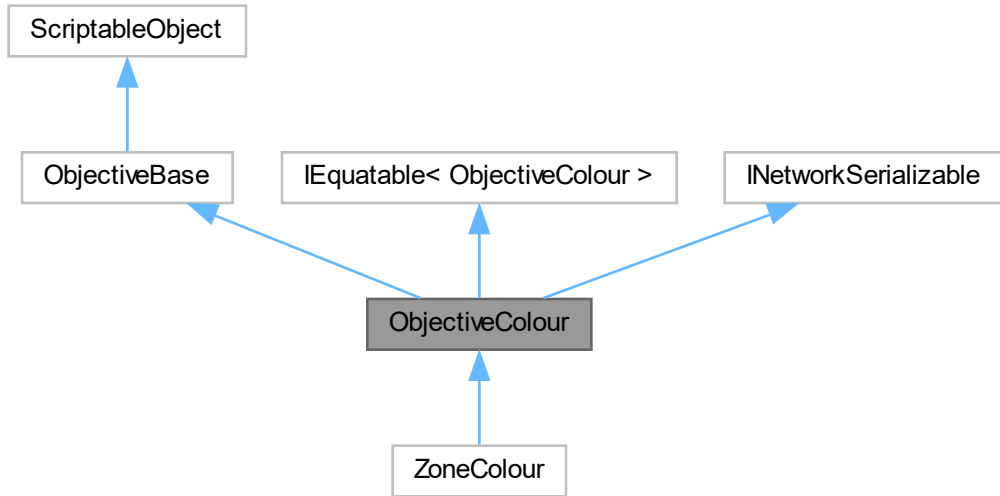 ScriptableObject
ObjectiveBase
IEquatable< ObjectiveColour >
INetworkSerializable
ObjectiveColour
ZoneColour